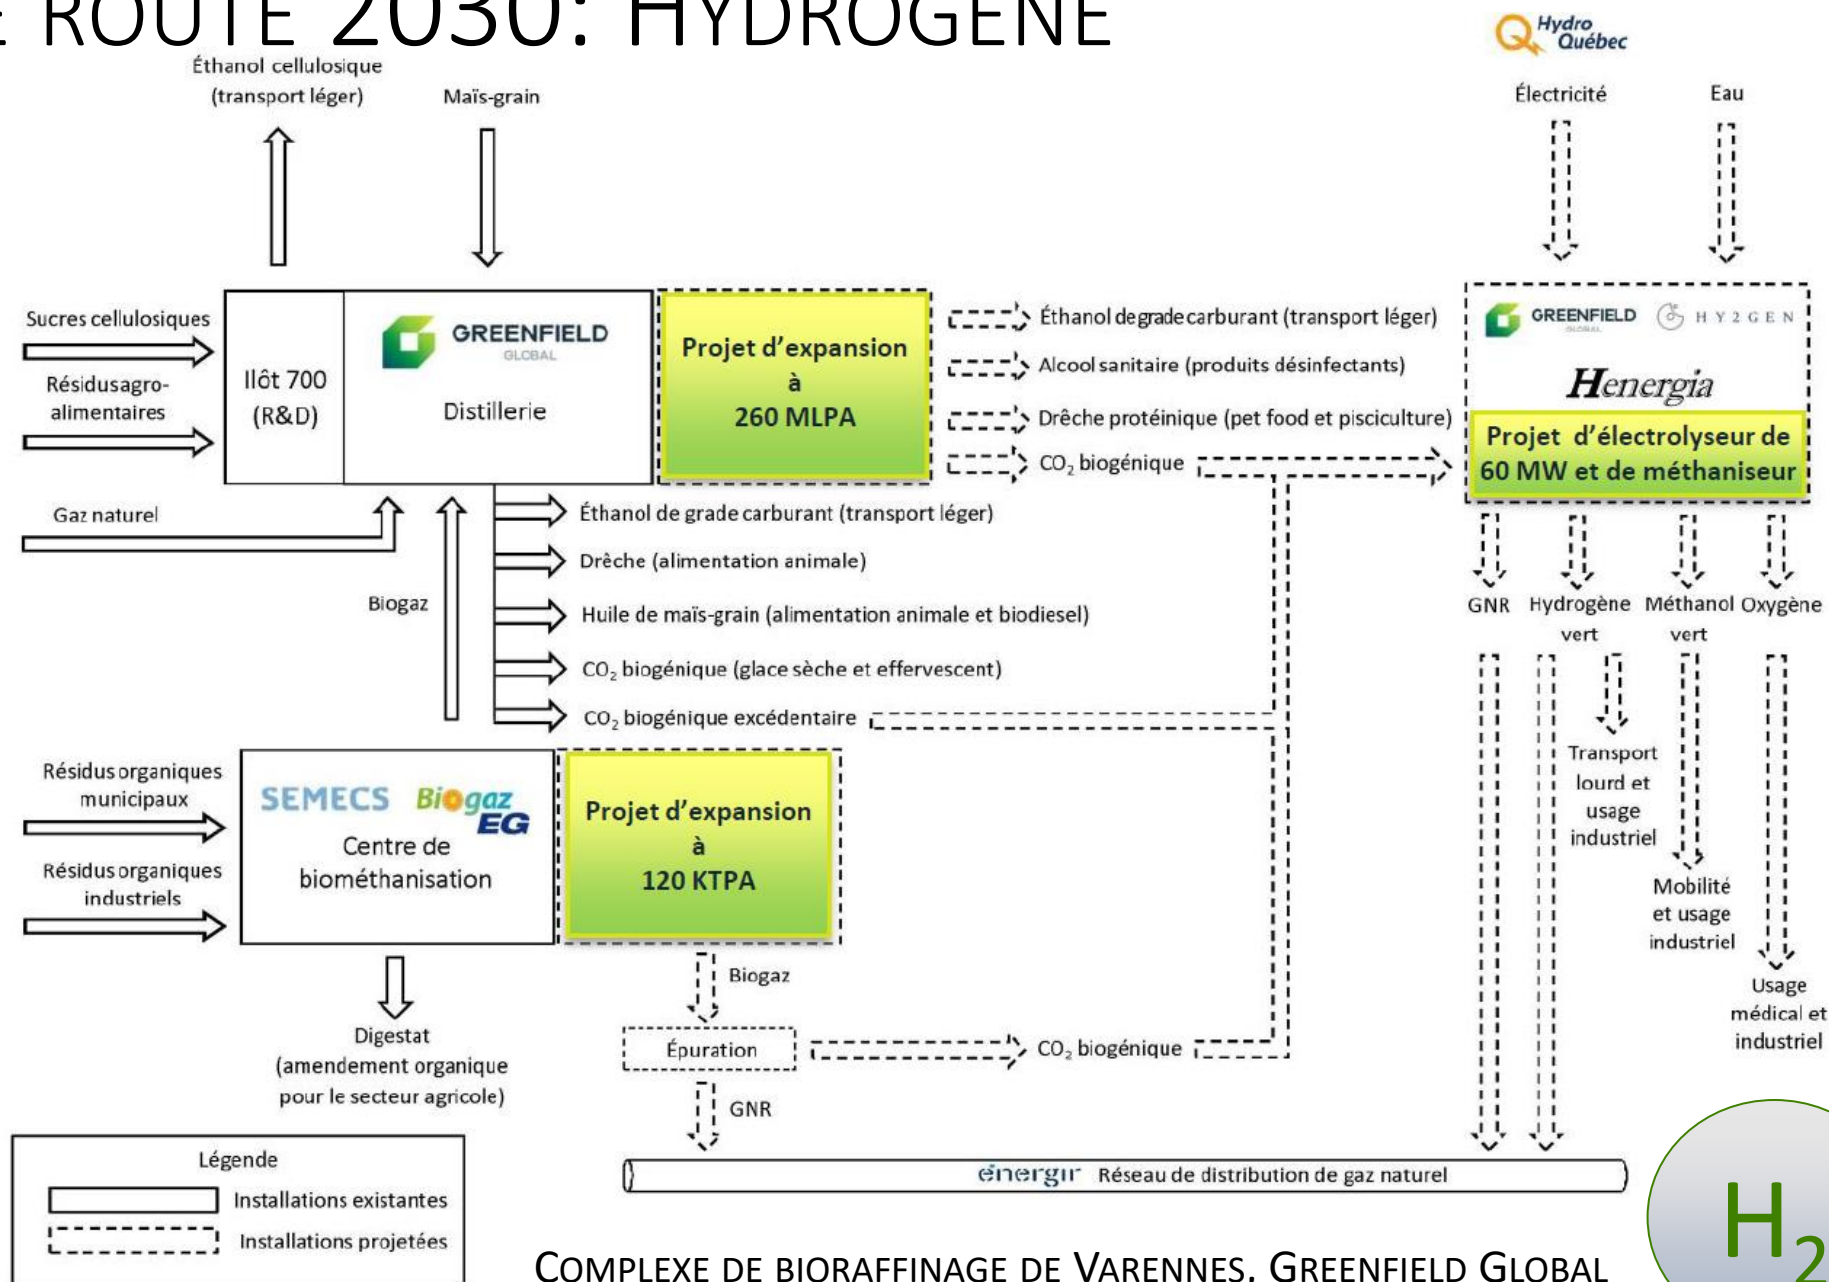 E ROUTE 2030: HYDROGÈNE
Hydro
Québec
Éthanol cellulosique
(transport léger)
Maïs-grain
Électricité
Eau
Sucres cellulosiques
Résidus agro-
alimentaires
Gaz naturel
Ilôt 700
(R&D)
GREENFIELD
GLOBAL
Distillerie
Projet d'expansion
à
260 MLPA
Éthanol de grade carburant (transport léger)
Alcool sanitaire (produits désinfectants)
Drêche protéinique (pet food et pisciculture)
CO₂ biogénique
GREENFIELD
GLOBAL
HY2GEN
Henergia
Projet d'électrolyseur de
60 MW et de méthaniseur
Biogaz
Éthanol de grade carburant (transport léger)
Drêche (alimentation animale)
Huile de maïs-grain (alimentation animale et biodiesel)
CO₂ biogénique (glace sèche et effervescent)
CO₂ biogénique excédentaire
GNR
Hydrogène
vert
Méthanol
vert
Oxygène
Transport
lourd et
usage
industriel
Mobilité
et usage
industriel
Usage
médical et
industriel
Résidus organiques
municipaux
Résidus organiques
industriels
SEMECS
Biogaz
EG
Centre de
biométhanisation
Projet d'expansion
à
120 KTPA
Digestat
(amendement organique
pour le secteur agricole)
Biogaz
Épuration
CO₂ biogénique
GNR
énergir Réseau de distribution de gaz naturel
Légende
Installations existantes
Installations projetées
COMPLEXE DE BIORAFFINAGE DE VARENNES, GREENFIELD GLOBAL
H₂